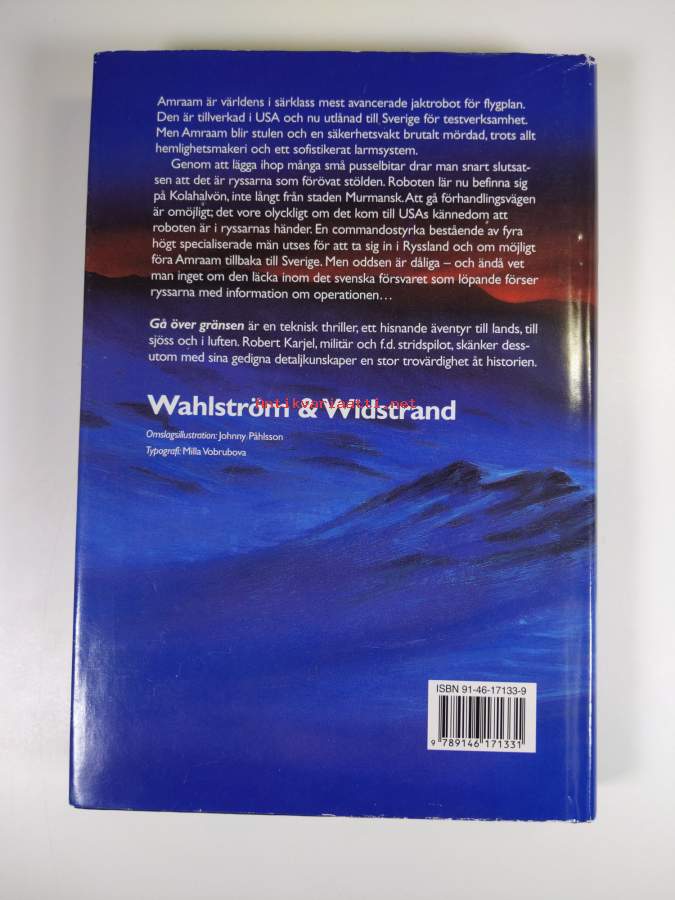 Amraam är världens i särklass mest avancerade jaktrobot för flygplan.
Den är tillverkad i USA och nu utlånad till Sverige för testverksamhet.
Men Amraam blir stulen och en säkerhetsvakt brutalt mördad, trots allt
hemlighetsmakeri och ett sofistikerat larmsystem.
Genom att lägga ihop många små pusselbitar drar man snart slutsat-
sen att det är ryssarna som förövat stölden. Roboten lär nu befinna sig
på Kolahalvön, inte långt från staden Murmansk. Att gå förhandlingsvägen
är omöjligt; det vore olyckligt om det kom till USAs kännedom att
roboten är i ryssarnas händer. En commandostyrka bestående av fyra
högt specialiserade män utses för att ta sig in i Ryssland och om möjligt
föra Amraam tillbaka till Sverige. Men oddsen är dåliga – och ändå vet
man inget om den läcka inom det svenska försvaret som löpande förser
ryssarna med information om operationen…
Gå över gränsen är en teknisk thriller, ett hisnande äventyr till lands, till
sjöss och i luften. Robert Karjel, militär och f.d. stridspilot, skänker dess-
utom med sina gedigna detaljkunskaper en stor trovärdighet åt historien.
Wahlström & Widstrand
antikvariaatti.net
Omslagsillustration: Johnny Påhlsson
Typografi: Milla Vobrubova
ISBN 91-46-17133-9
9 789146 171331